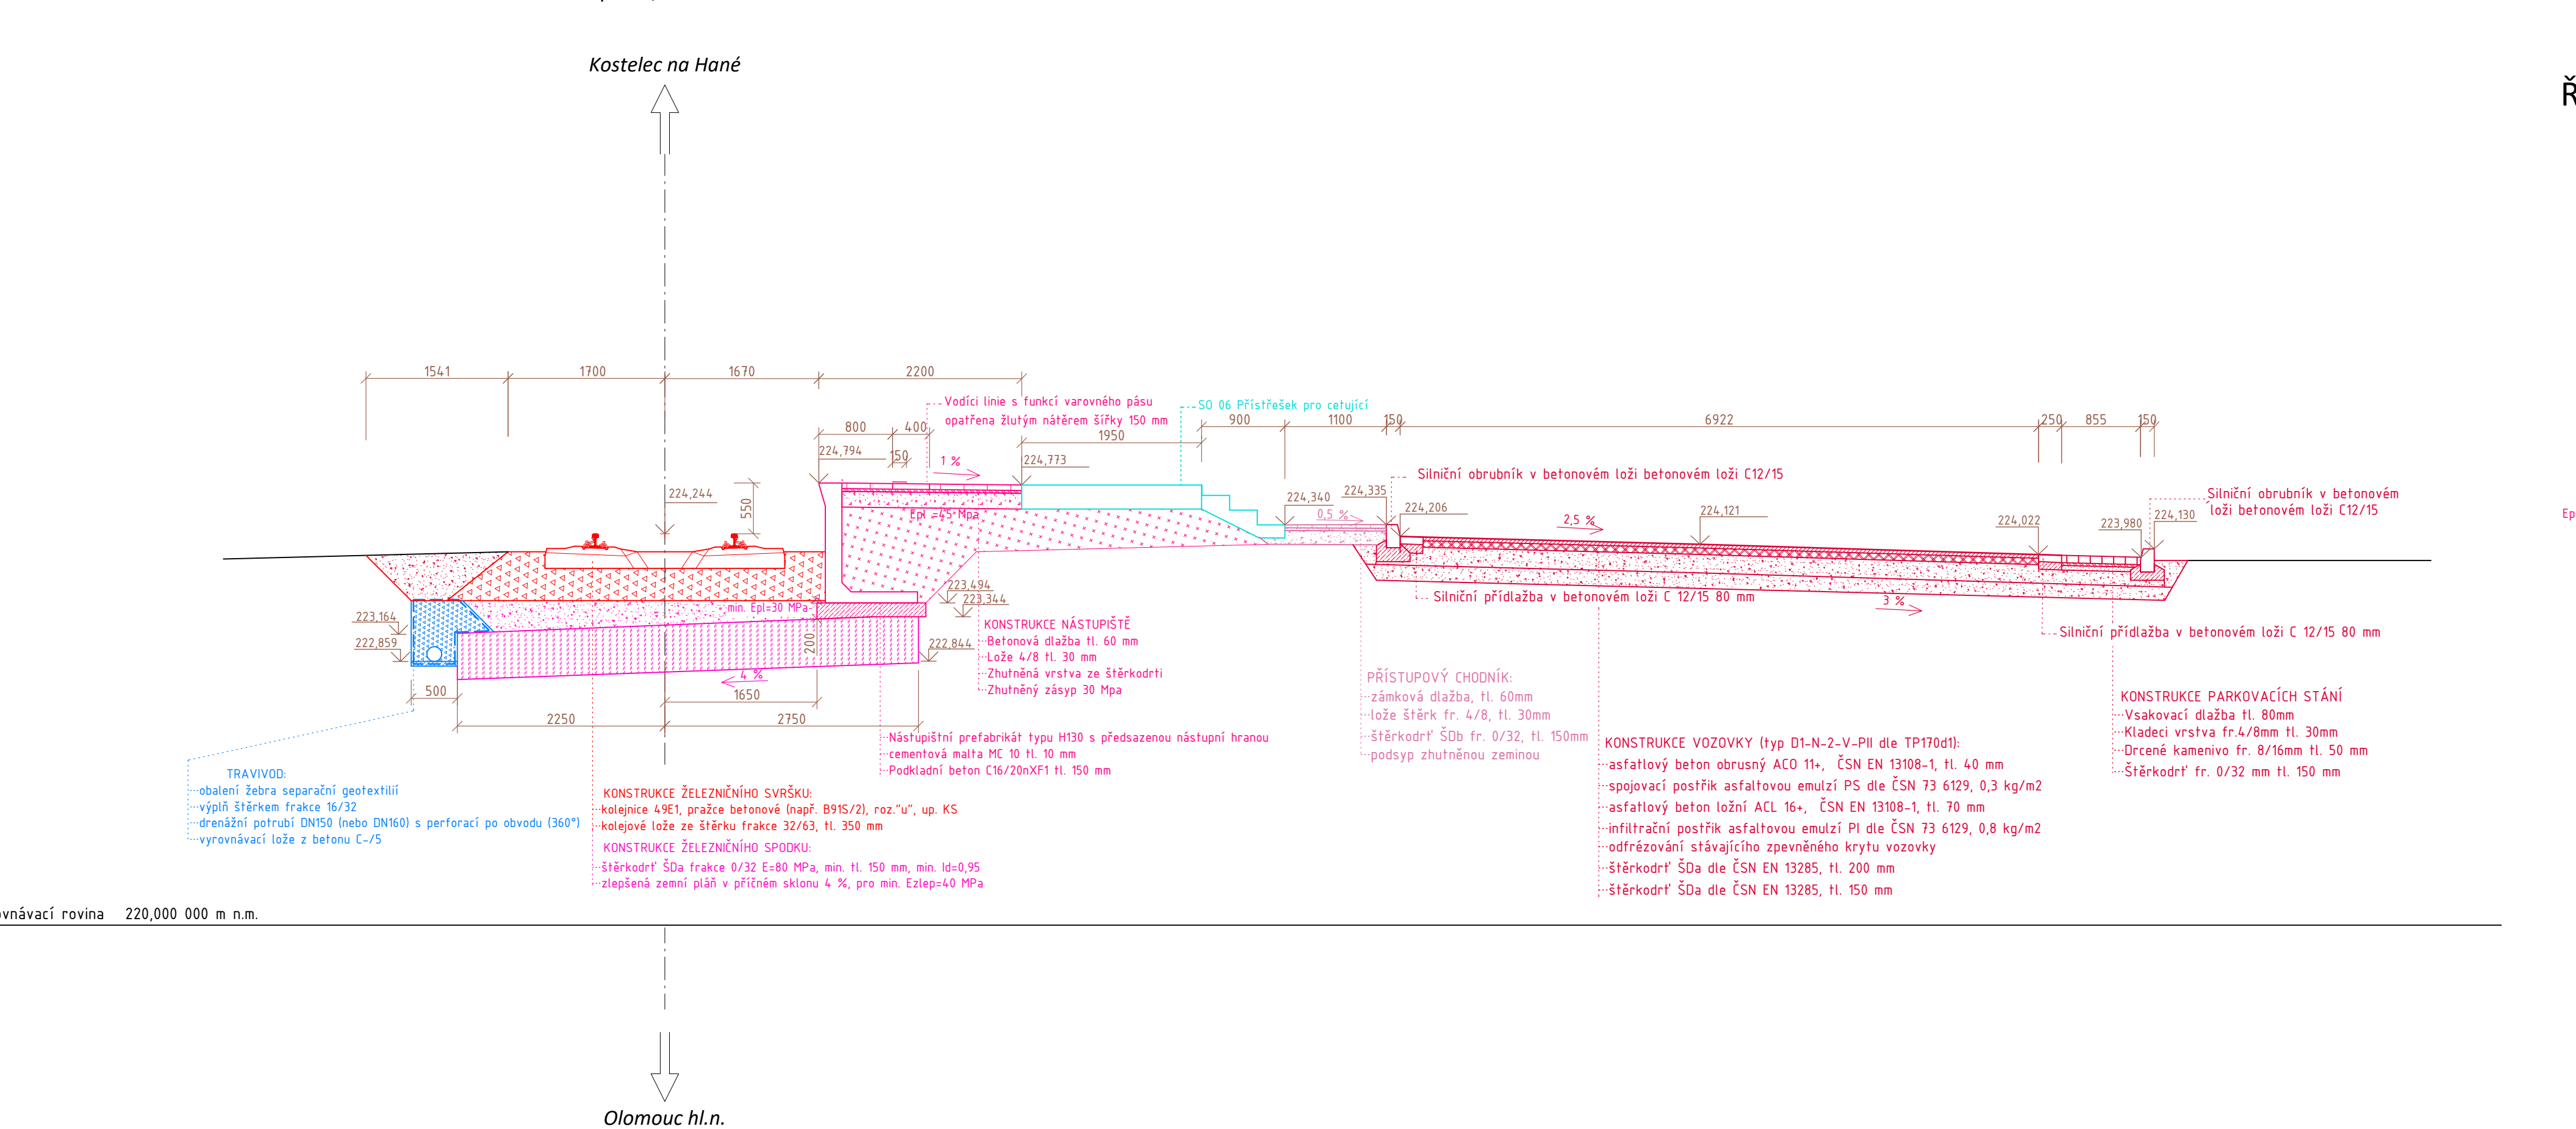 Kostelec na Hané
1541
1700
1670
2200
Vodíci linie s funkcí varovného pásu
opatřena žlutým nátěrem šířky 150 mm
SO 06 Přístřešek pro cetující
800
400
150
1950
900
1100
150
6922
250
855
150
224,794
1 %
224,773
224,244
550
Epl =45 Mpa
224,340
224,335
0,5 %
224,206
Silniční obrubník v betonovém loži betonovém loži C12/15
2,5 %
224,121
224,022
223,980
224,130
Silniční obrubník v betonovém
loži betonovém loži C12/15
Ep
223,164
222,859
min. Epl=30 MPa
223,494
223,344
200
222,844
4 %
500
1650
2250
2750
Silniční přídlažba v betonovém loži C 12/15 80 mm
3 %
Silniční přídlažba v betonovém loži C 12/15 80 mm
KONSTRUKCE NÁSTUPIŠTĚ
Betonová dlažba tl. 60 mm
Lože 4/8 tl. 30 mm
Zhutněná vrstva ze štěrkodrti
Zhutněný zásyp 30 Mpa
Nástupištní prefabrikát typu H130 s předsazenou nástupní hranou
cementová malta MC 10 tl. 10 mm
Podkladní beton C16/20nXF1 tl. 150 mm
PŘÍSTUPOVÝ CHODNÍK:
zámková dlažba, tl. 60mm
lože štěrk fr. 4/8, tl. 30mm
štěrkodrť ŠDb fr. 0/32, tl. 150mm
podsyp zhutněnou zeminou
KONSTRUKCE VOZOVKY (typ D1-N-2-V-PII dle TP170d1):
asfatlový beton obrusný ACO 11+, ČSN EN 13108-1, tl. 40 mm
spojovací postřik asfaltovou emulzí PS dle ČSN 73 6129, 0,3 kg/m2
asfatlový beton ložní ACL 16+, ČSN EN 13108-1, tl. 70 mm
infiltrační postřik asfaltovou emulzí PI dle ČSN 73 6129, 0,8 kg/m2
odfrézování stávajícího zpevněného krytu vozovky
štěrkodrť ŠDa dle ČSN EN 13285, tl. 200 mm
štěrkodrť ŠDa dle ČSN EN 13285, tl. 150 mm
KONSTRUKCE PARKOVACÍCH STÁNÍ
Vsakovací dlažba tl. 80mm
Kladeci vrstva fr.4/8mm tl. 30mm
Drcené kamenivo fr. 8/16mm tl. 50 mm
Štěrkodrť fr. 0/32 mm tl. 150 mm
TRAVIVOD:
obalení žebra separační geotextilií
výplň štěrkem frakce 16/32
drenážní potrubí DN150 (nebo DN160) s perforací po obvodu (360°)
vyrovnávací lože z betonu C-/5
KONSTRUKCE ŽELEZNIČNÍHO SVRŠKU:
kolejnice 49E1, pražce betonové (např. B91S/2), roz."u", up. KS
kolejové lože ze štěrku frakce 32/63, tl. 350 mm
KONSTRUKCE ŽELEZNIČNÍHO SPODKU:
štěrkodrť ŠDa frakce 0/32 E=80 MPa, min. tl. 150 mm, min. Id=0,95
zlepšená zemní pláň v příčném sklonu 4 %, pro min. Ezlep=40 MPa
ovnávací rovina 220,000 000 m n.m.
Olomouc hl.n.
Ř